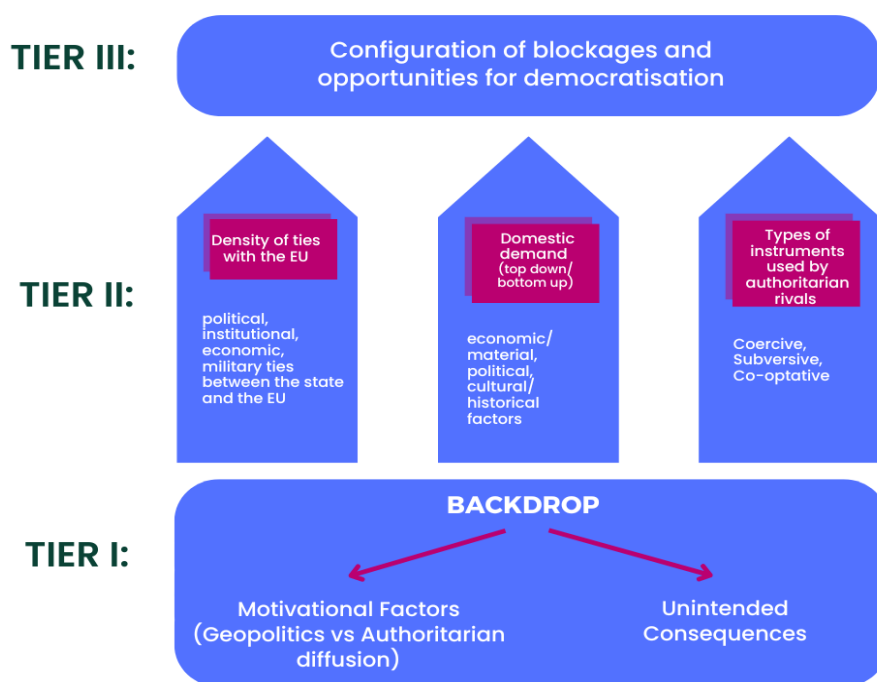 TIER III:
Configuration of blockages and
opportunities for democratisation
TIER II:
Density of ties
with the EU
political,
institutional,
economic,
military ties
between the state
and the EU
Domestic
demand
(top down/
bottom up)
economic/
material,
political,
cultural/
historical
factors
Types of
instruments
used by
authoritarian
rivals
Coercive,
Subversive,
Co-optative
TIER I:
BACKDROP
Motivational Factors
(Geopolitics vs Authoritarian
diffusion)
Unintended
Consequences